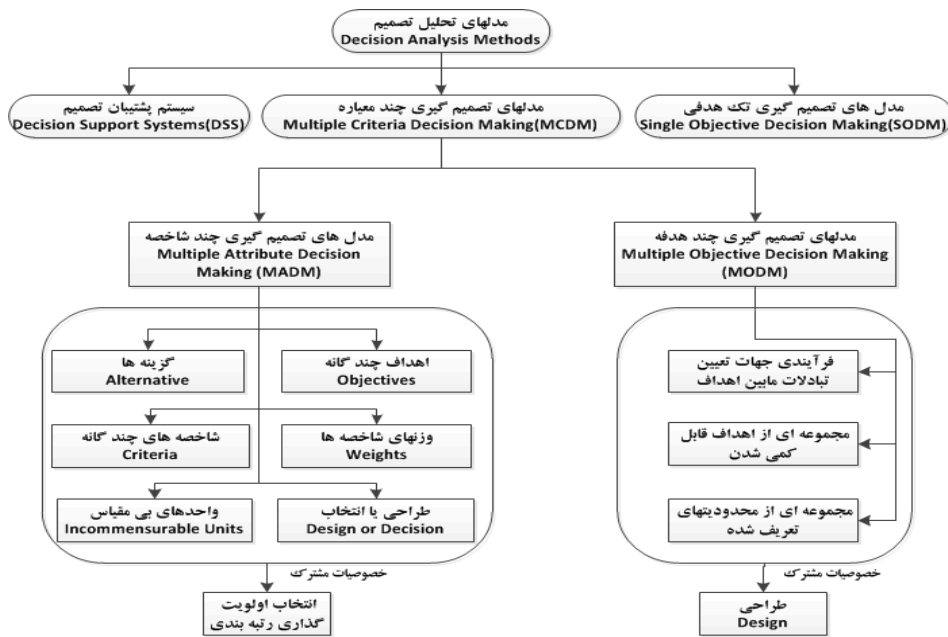 مدلهای تحلیل تصمیم
Decision Analysis Methods
سیستم پشتیبان تصمیم
Decision Support Systems(DSS)
مدلهای تصمیم گیری چند معیاره
Multiple Criteria Decision Making(MCDM)
مدل های تصمیم گیری تک هدفی
Single Objective Decision Making(SODM)
مدل های تصمیم گیری چند شاخصه
Multiple Attribute Decision
Making (MADM)
مدلهای تصمیم گیری چند هدفه
Multiple Objective Decision Making
(MODM)
گزینه ها
Alternative
اهداف چند گانه
Objectives
شاخصه های چند گانه
Criteria
وزنهای شاخصه ها
Weights
واحدهای بی مقیاس
Incommensurable Units
طراحی یا انتخاب
Design or Decision
فرآیندی جهات تعیین
تبادلات مابین اهداف
مجموعه ای از اهداف قابل
کمی شدن
مجموعه ای از محدودیتهای
تعریف شده
خصوصیات مشترک
خصوصیات مشترک
انتخاب اولویت
گذاری رتبه بندی
طراحی
Design